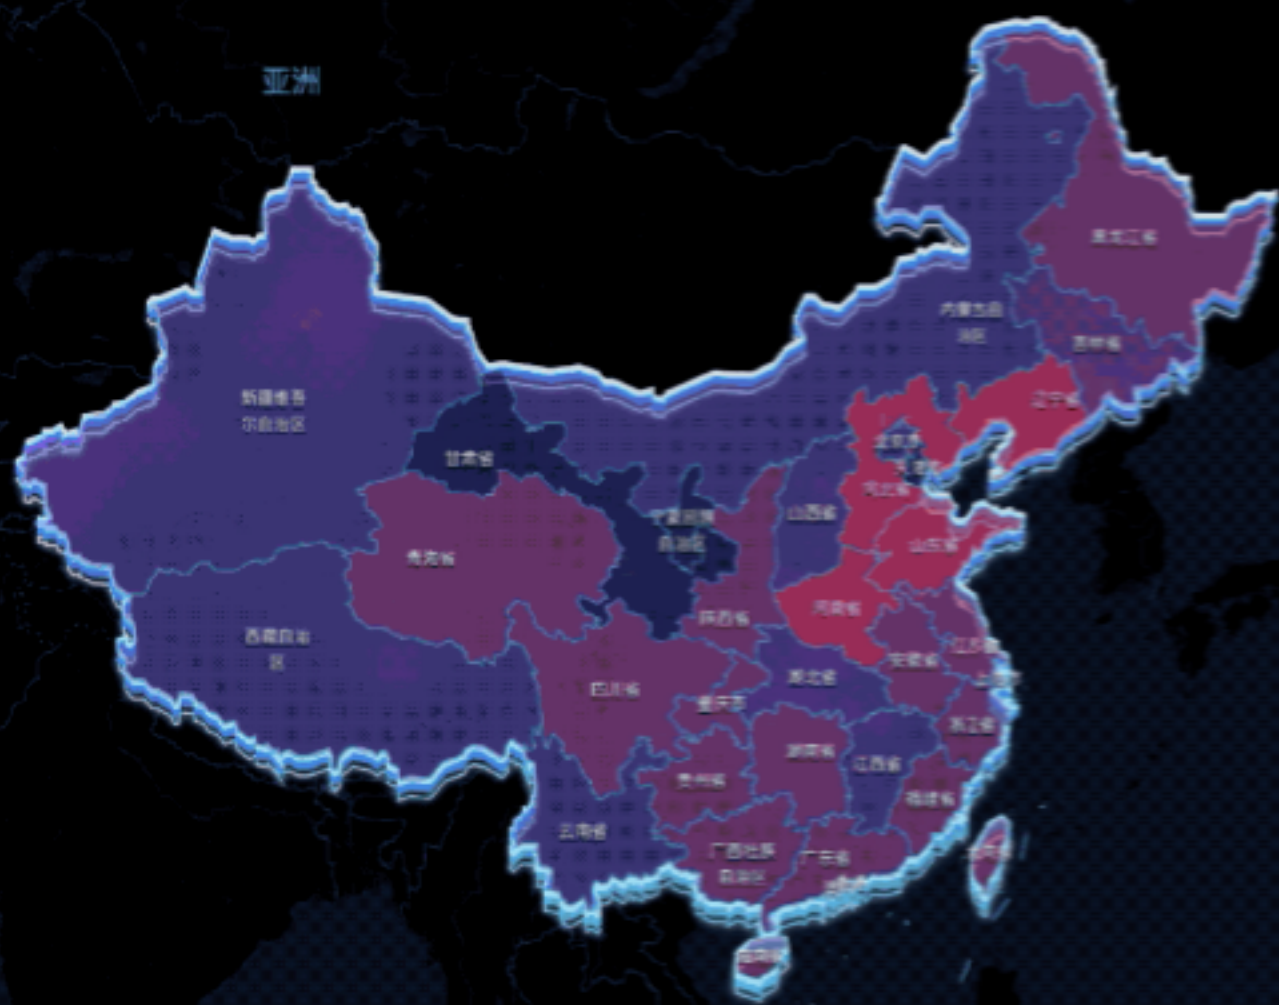 亚洲
黑龙江省
内蒙古自
治区
吉林省
辽宁省
新疆维吾
尔自治区
北京市
天津市
甘肃省
河北省
山西省
宁夏回族
自治区
山东省
青海省
河南省
陕西省
西藏自治
区
江苏省
安徽省
上海市
湖北省
四川省
重庆市
浙江省
湖南省
江西省
贵州省
福建省
云南省
广西壮族
自治区
广东省
台湾省
海南省